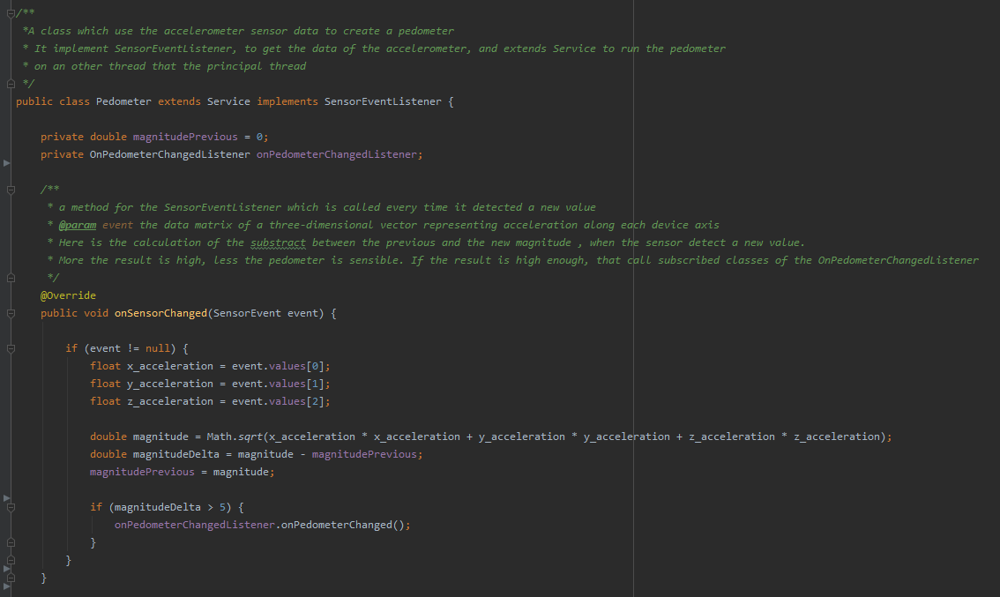 /**
*A class which use the accelerometer sensor data to create a pedometer
* It implement SensorEventListener, to get the data of the accelerometer, and extends Service to run the pedometer
* on an other thread that the principal thread
*/
public class Pedometer extends Service implements SensorEventListener {
private double magnitudePrevious = 0;
private OnPedometerChangedListener onPedometerChangedListener;
/**
* a method for the SensorEventListener which is called every time it detected a new value
* @param event the data matrix of a three-dimensional vector representing acceleration along each device axis
* Here is the calculation of the substract between the previous and the new magnitude , when the sensor detect a new value.
* More the result is high, less the pedometer is sensible. If the result is high enough, that call subscribed classes of the OnPedometerChangedListener
*/
@Override
public void onSensorChanged(SensorEvent event) {
if (event != null) {
float x_acceleration = event.values[0];
float y_acceleration = event.values[1];
float z_acceleration = event.values[2];
double magnitude = Math.sqrt(x_acceleration * x_acceleration + y_acceleration * y_acceleration + z_acceleration * z_acceleration);
double magnitudeDelta = magnitude - magnitudePrevious;
magnitudePrevious = magnitude;
if (magnitudeDelta > 5) {
onPedometerChangedListener.onPedometerChanged();
}
}
}